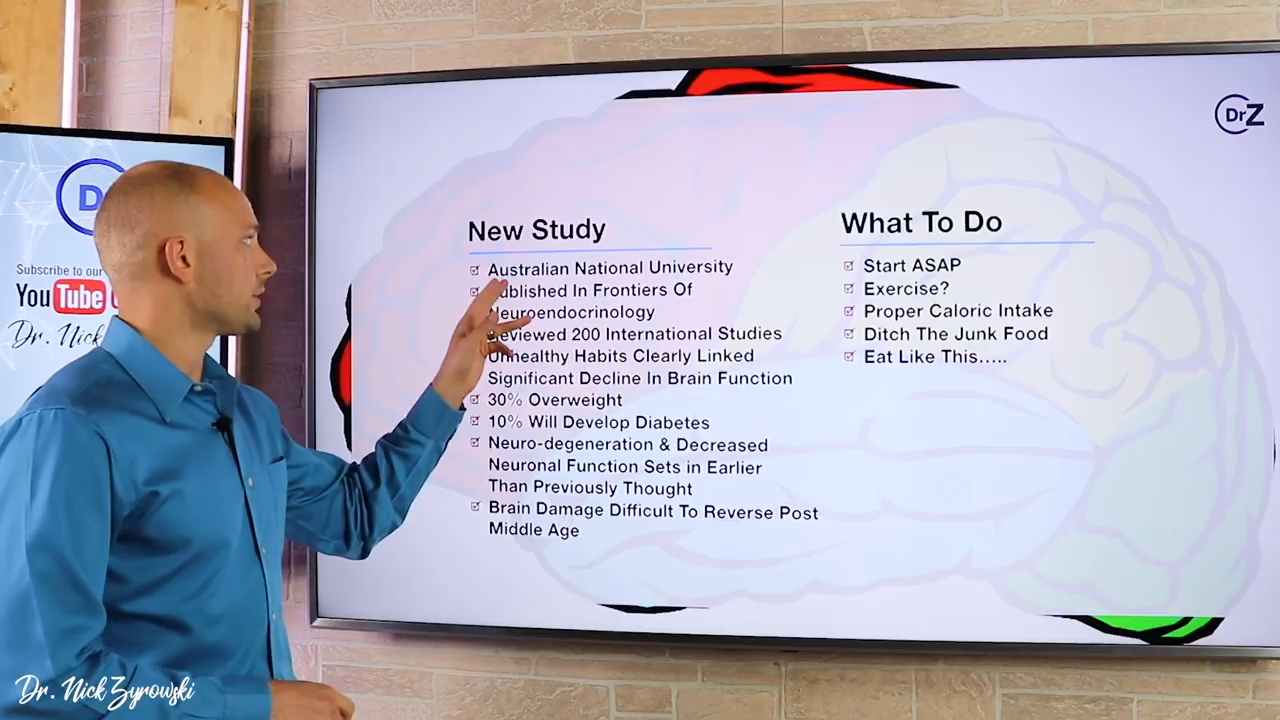 DrZ
D
Subscribe to our
YouTube
Dr. Nick
New Study
Australian National University
Published In Frontiers Of
Neuroendocrinology
Reviewed 200 International Studies
Unhealthy Habits Clearly Linked
Significant Decline In Brain Function
30% Overweight
10% Will Develop Diabetes
Neuro-degeneration & Decreased
Neuronal Function Sets in Earlier
Than Previously Thought
Brain Damage Difficult To Reverse Post
Middle Age
What To Do
Start ASAP
Exercise?
Proper Caloric Intake
Ditch The Junk Food
Eat Like This.....
Dr. Nick Zyrowski